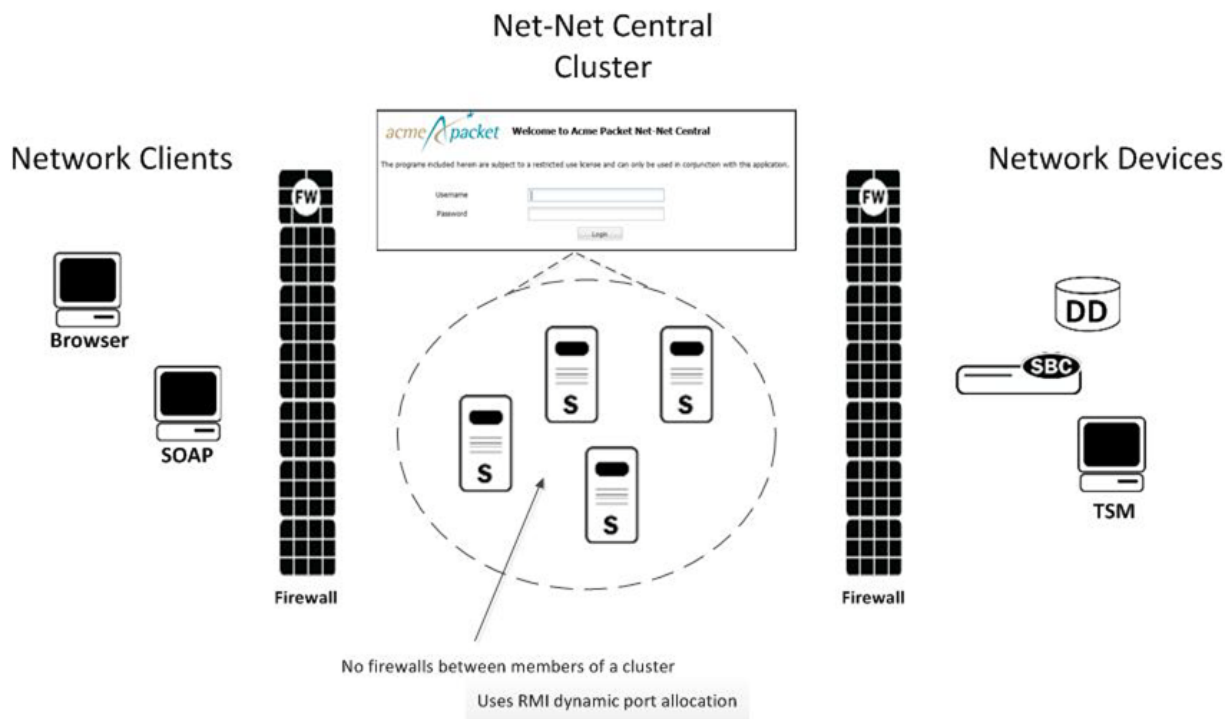 Net-Net Central
Cluster
acme packet
Welcome to Acme Packet Net-Net Central
The programs included herein are subject to a restricted use license and can only be used in conjunction with this application.
Username
Password
Login
Network Clients
Network Devices
FW
FW
Browser
SOAP
S
S
S
S
DD
SBC
TSM
Firewall
Firewall
No firewalls between members of a cluster
Uses RMI dynamic port allocation